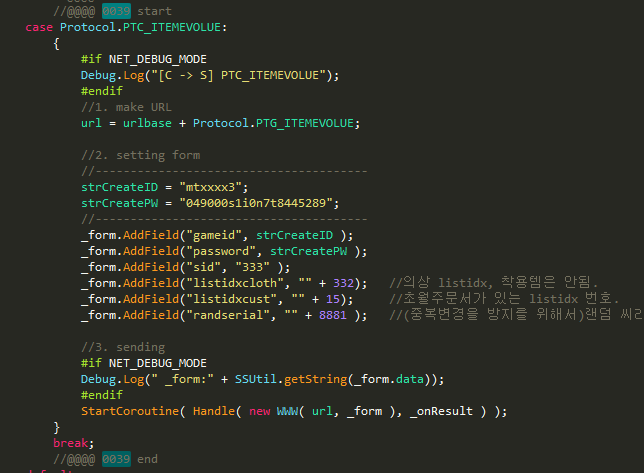 //@@@@ 0039 start
case Protocol.PTC_ITEMEVOLUE:
{
#if NET_DEBUG_MODE
Debug.Log("[C -> S] PTC_ITEMEVOLUE");
#endif
//1. make URL
url = urlbase + Protocol.PTG_ITEMEVOLUE;
//2. setting form
//-------------------------------------
strCreateID = "mtxxxx3";
strCreatePW = "049000s1i0n7t8445289";
//-------------------------------------
_form.AddField("gameid", strCreateID );
_form.AddField("password", strCreatePW );
_form.AddField("sid", "333" );
_form.AddField("listidxcloth", "" + 332); //의상 listidx, 착용템은 안됨.
_form.AddField("listidxcust", "" + 15); //초월주문서가 있는 listidx 번호.
_form.AddField("randserial", "" + 8881 ); //(중복변경을 방지를 위해서)랜덤 씨리
//3. sending
#if NET_DEBUG_MODE
Debug.Log(" _form:" + SSUtil.getString(_form.data));
#endif
StartCoroutine( Handle( new WWW( url, _form ), _onResult ) );
}
break;
//@@@@ 0039 end